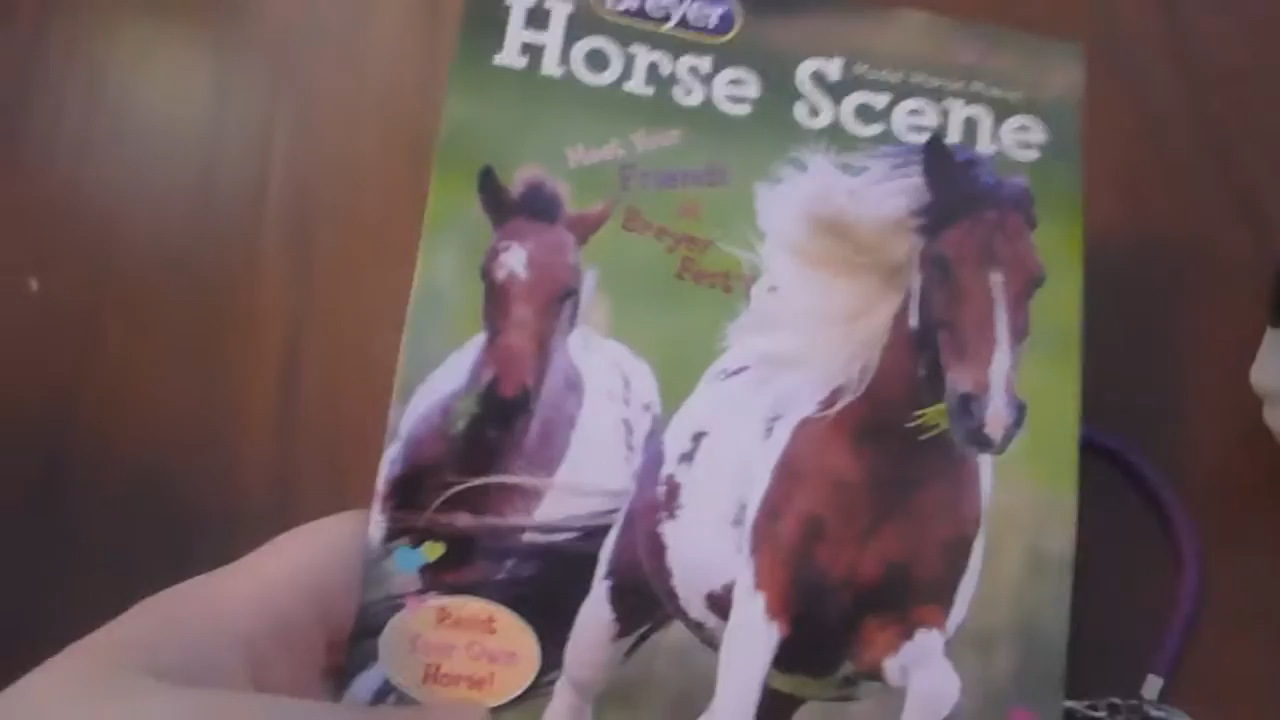 Breyer
Horse Scene
Meet Your
Friends
at
Breyer
Fest!
Paint
Your Own
Horse!